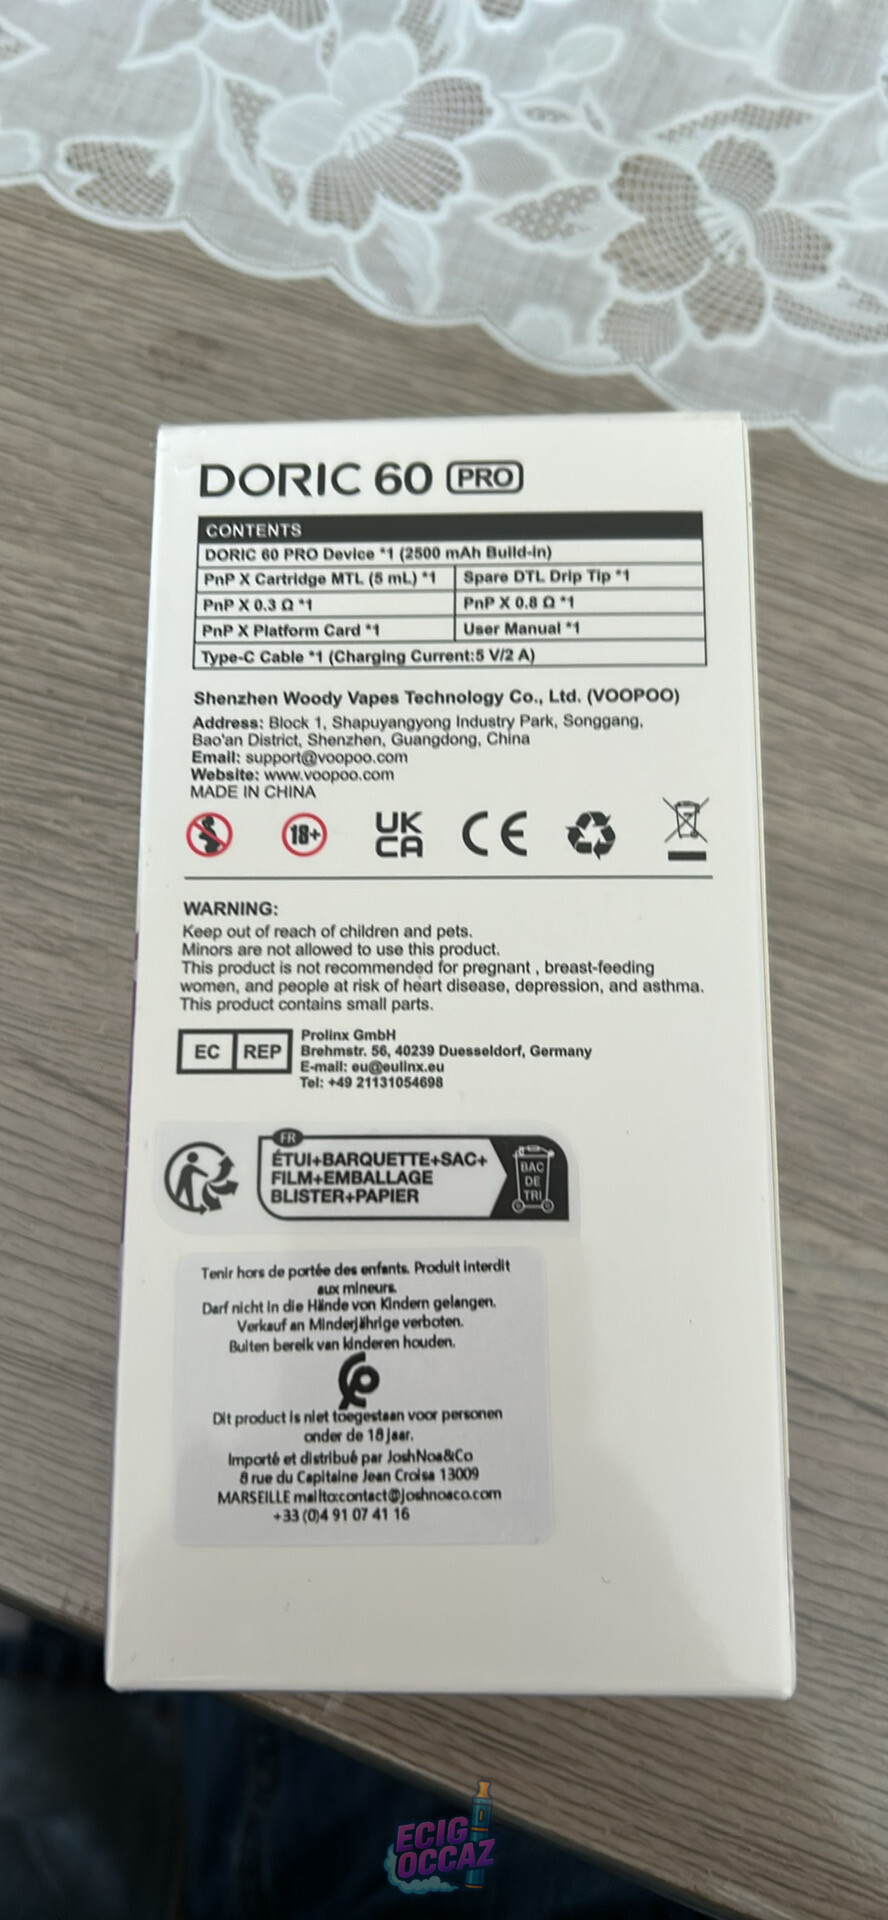 DORIC 60 PRO
CONTENTS
DORIC 60 PRO Device *1 (2500 mAh Build-in)
PnP X Cartridge MTL (5 mL) *1 Spare DTL Drip Tip *1
PnP X 0.3 Ω *1 PnP X 0.8 Ω *1
PnP X Platform Card *1 User Manual *1
Type-C Cable *1 (Charging Current:5 V/2 A)
Shenzhen Woody Vapes Technology Co., Ltd. (VOOPOO)
Address: Block 1, Shapuyangyong Industry Park, Songgang,
Bao'an District, Shenzhen, Guangdong, China
Email: support@voopoo.com
Website: www.voopoo.com
MADE IN CHINA
18+ UK CA CE
WARNING:
Keep out of reach of children and pets.
Minors are not allowed to use this product.
This product is not recommended for pregnant , breast-feeding
women, and people at risk of heart disease, depression, and asthma.
This product contains small parts.
EC REP
Prolinx GmbH
Brehmstr. 56, 40239 Duesseldorf, Germany
E-mail: eu@eulinx.eu
Tel: +49 21131054698
FR
ÉTUI+BARQUETTE+SAC+
FILM+EMBALLAGE
BLISTER+PAPIER
BAC
DE
TRI
Tenir hors de portée des enfants. Produit interdit
aux mineurs.
Darf nicht in die Hände von Kindern gelangen.
Verkauf an Minderjährige verboten.
Buiten bereik van kinderen houden.
Dit product is niet toegestaan voor personen
onder de 18 jaar.
Importé et distribué par JoshNoa&Co
8 rue du Capitaine Jean Croisa 13009
MARSEILLE mailto:contact@joshnoaco.com
+33 (0)4 91 07 41 16
ECIG
OCCAZ